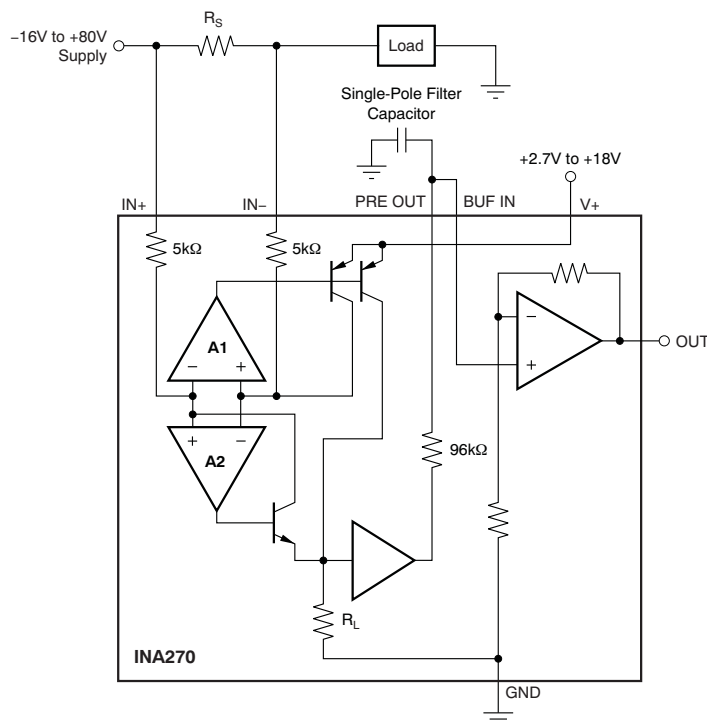 R_S
−16V to +80V
Supply
Load
Single-Pole Filter
Capacitor
+2.7V to +18V
IN+
IN−
PRE OUT
BUF IN
V+
5kΩ
5kΩ
A1
− +
−
OUT
+
+ −
A2
96kΩ
R_L
INA270
GND